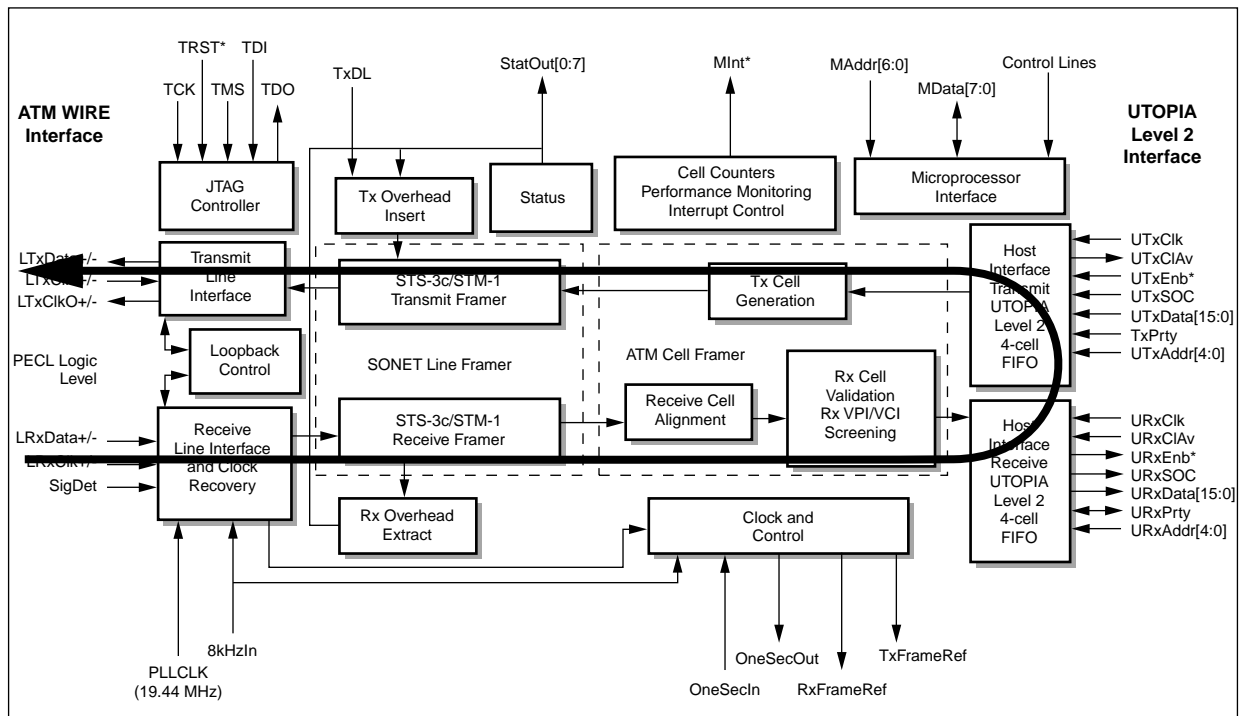 TRST*
TDI
TCK
TMS
TDO
TxDL
StatOut[0:7]
MInt*
MAddr[6:0]
MData[7:0]
Control Lines
ATM WIRE
Interface
UTOPIA
Level 2
Interface
JTAG
Controller
Tx Overhead
Insert
Status
Cell Counters
Performance Monitoring
Interrupt Control
Microprocessor
Interface
LTxData+/-
LTxClkO+/-
Transmit
Line
Interface
STS-3c/STM-1
Transmit Framer
Tx Cell
Generation
Host
Interface
Transmit
UTOPIA
Level 2
4-cell
FIFO
UTxClk
UTxClAv
UTxEnb*
UTxSOC
UTxData[15:0]
TxPrty
UTxAddr[4:0]
PECL Logic
Level
Loopback
Control
SONET Line Framer
ATM Cell Framer
Receive Cell
Alignment
Rx Cell
Validation
Rx VPI/VCI
Screening
LRxData+/-
LRxClk+/-
SigDet
Receive
Line Interface
and Clock
Recovery
STS-3c/STM-1
Receive Framer
Host
Interface
Receive
UTOPIA
Level 2
4-cell
FIFO
URxClk
URxClAv
URxEnb*
URxSOC
URxData[15:0]
URxPrty
URxAddr[4:0]
Rx Overhead
Extract
Clock and
Control
8kHzIn
PLLCLK
(19.44 MHz)
OneSecIn
OneSecOut
RxFrameRef
TxFrameRef